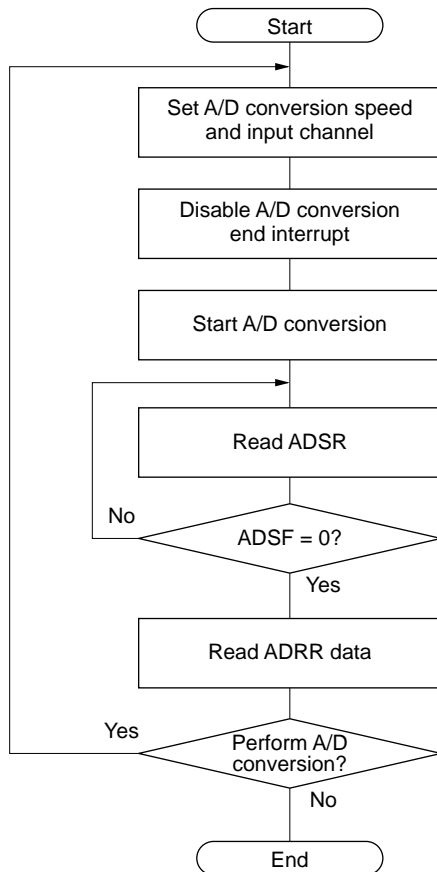 Start
Set A/D conversion speed
and input channel
Disable A/D conversion
end interrupt
Start A/D conversion
Read ADSR
No
ADSF = 0?
Yes
Read ADRR data
Yes
Perform A/D
conversion?
No
End